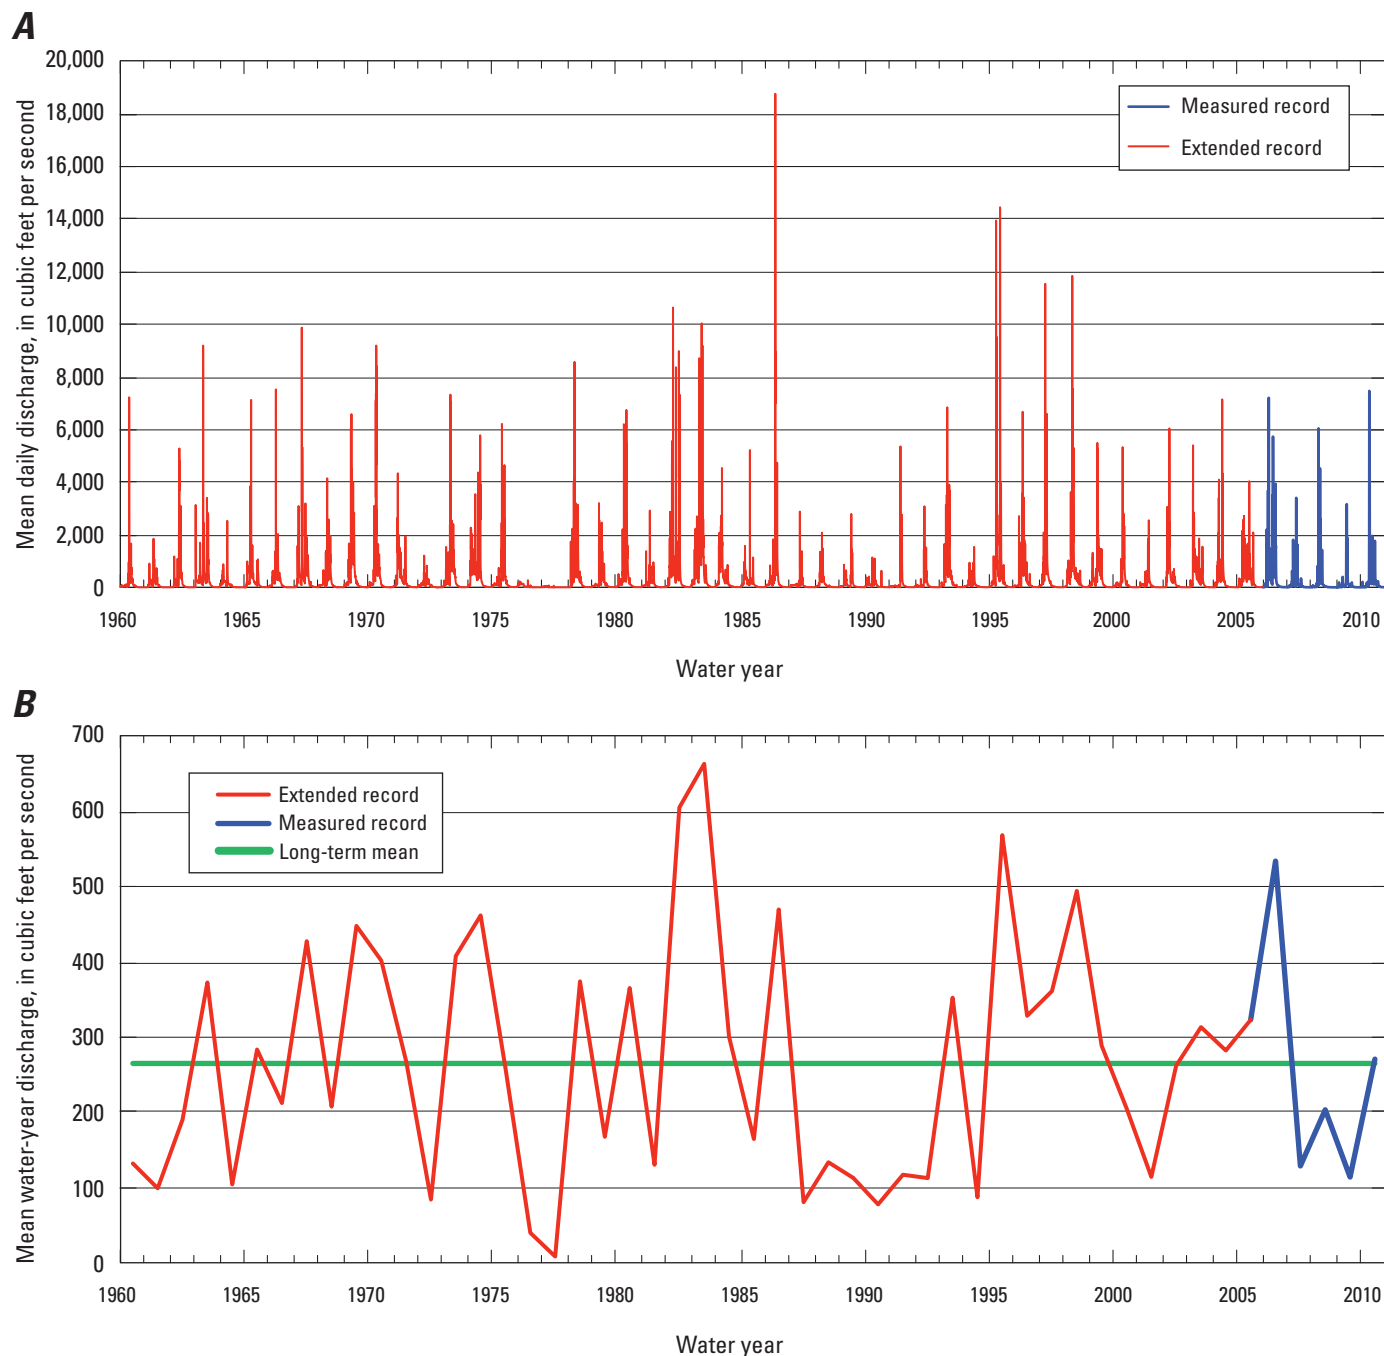 A
Mean daily discharge, in cubic feet per second
20,000
18,000
16,000
14,000
12,000
10,000
8,000
6,000
4,000
2,000
0
Measured record
Extended record
1960 1965 1970 1975 1980 1985 1990 1995 2000 2005 2010
Water year
B
Mean water-year discharge, in cubic feet per second
700
600
500
400
300
200
100
0
Extended record
Measured record
Long-term mean
1960 1965 1970 1975 1980 1985 1990 1995 2000 2005 2010
Water year